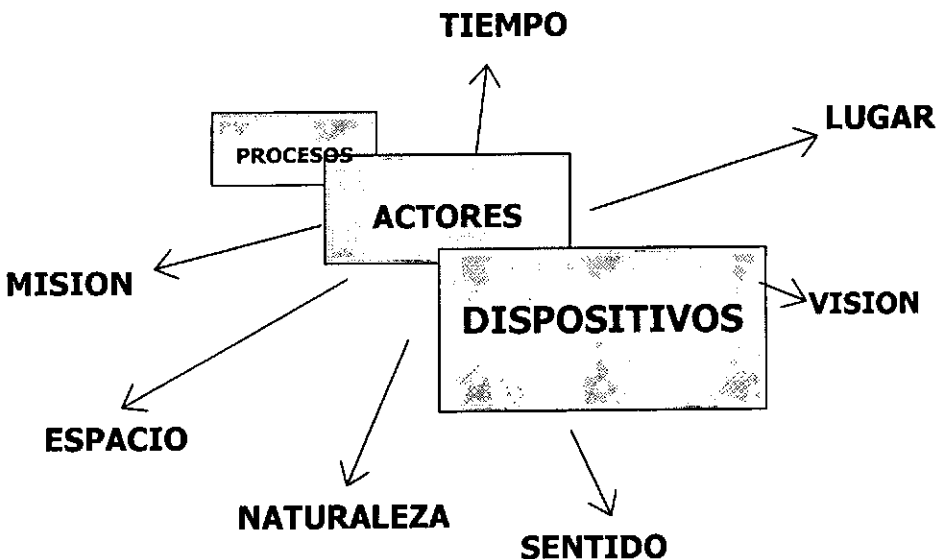 TIEMPO
LUGAR
PROCESOS
ACTORES
MISION
DISPOSITIVOS
VISION
ESPACIO
NATURALEZA
SENTIDO